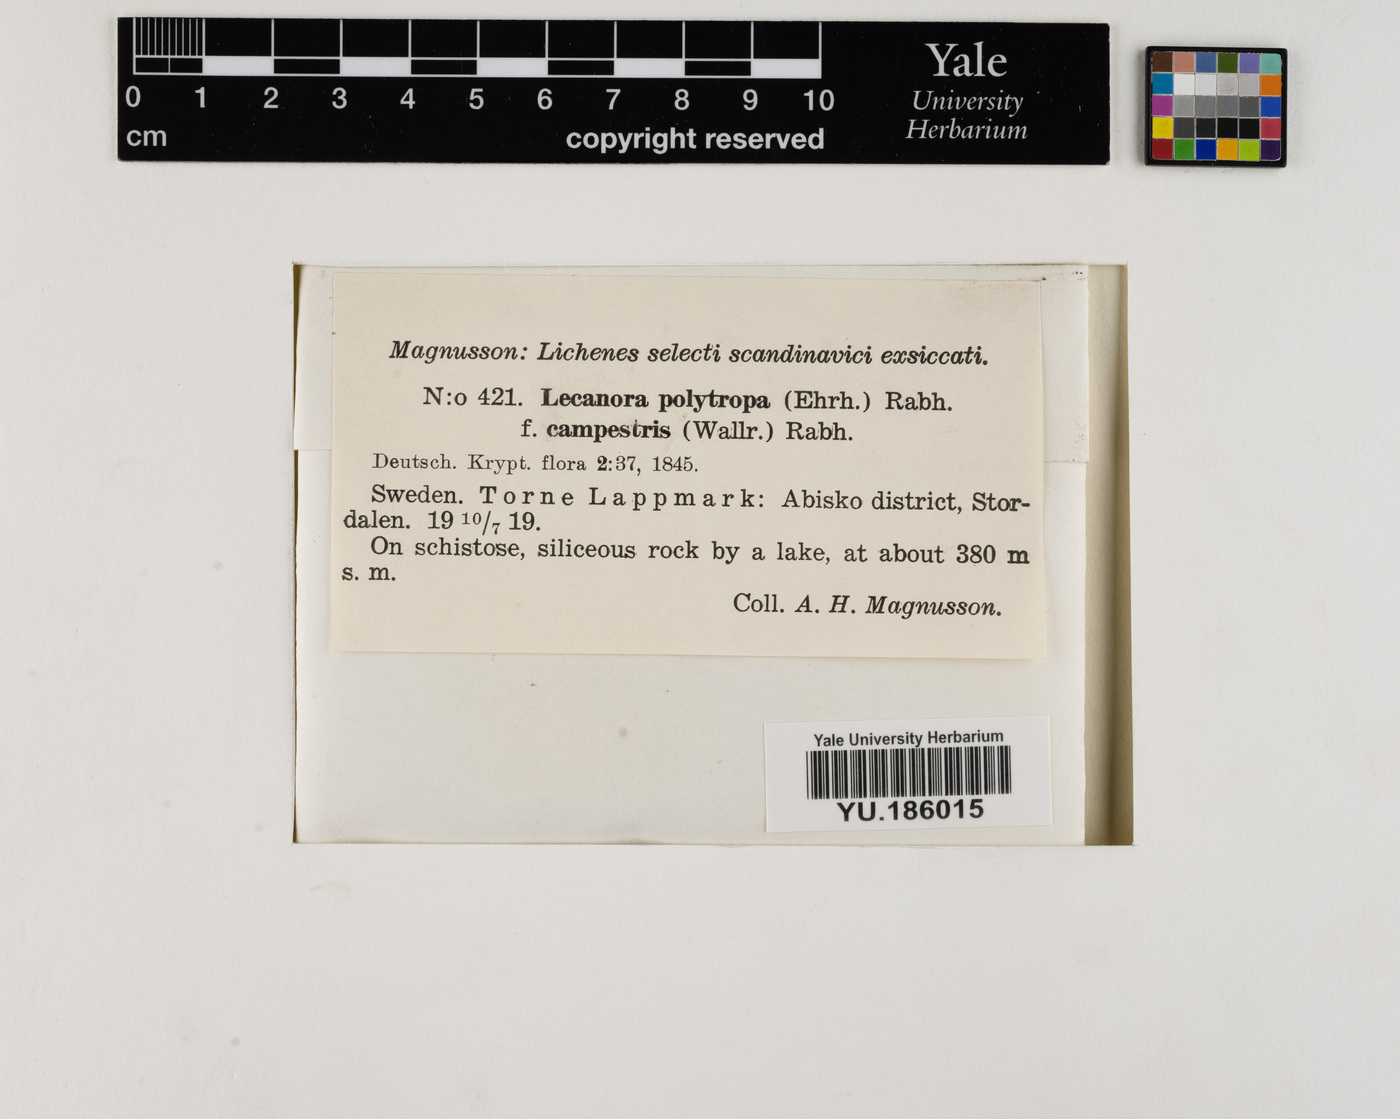 0 1 2 3 4 5 6 7 8 9 10
cm
copyright reserved
Yale
University
Herbarium
Magnusson: Lichenes selecti scandinavici exsiccati.
N:o 421. Lecanora polytropa (Ehrh.) Rabh.
f. campestris (Wallr.) Rabh.
Deutsch. Krypt. flora 2:37, 1845.
Sweden. Torne Lappmark: Abisko district, Stor-
dalen. 19 10/7 19.
On schistose, siliceous rock by a lake, at about 380 m
s. m.
Coll. A. H. Magnusson.
Yale University Herbarium
YU.186015